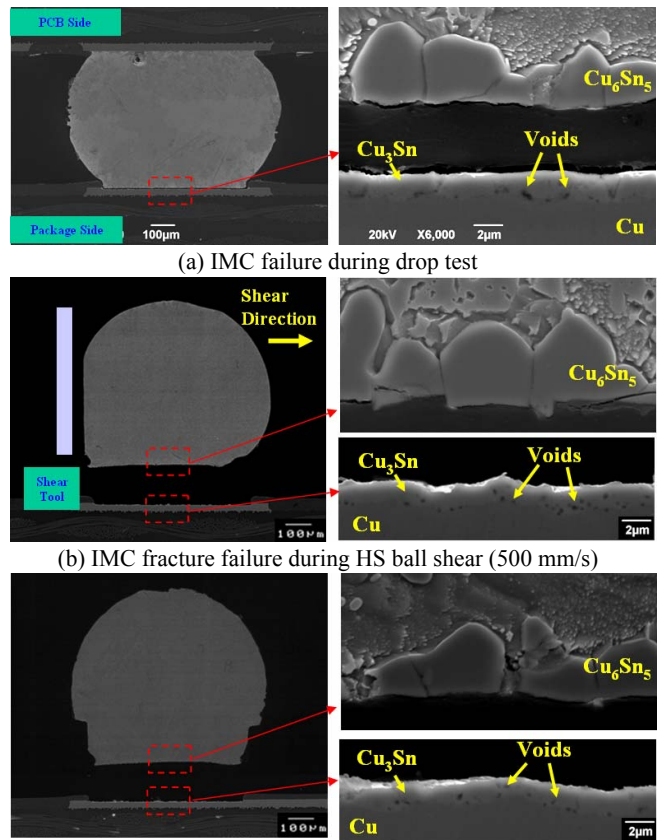 PCB Side
Package Side
100µm
Cu6Sn5
Cu3Sn
Voids
Cu
20kV X6,000 2µm
(a) IMC failure during drop test
Shear
Direction
Shear
Tool
100µm
Cu6Sn5
Cu3Sn
Voids
Cu
2µm
(b) IMC fracture failure during HS ball shear (500 mm/s)
100µm
Cu6Sn5
Cu3Sn
Voids
Cu
2µm